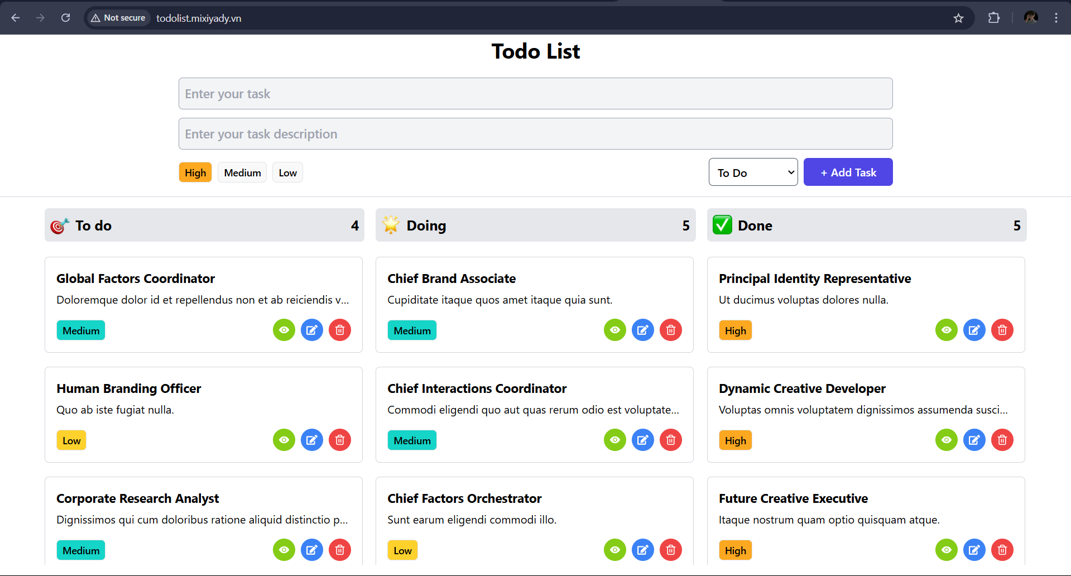 Not secure todolist.mixiyady.vn
Todo List
Enter your task
Enter your task description
High Medium Low To Do + Add Task
To do 4
Global Factors Coordinator
Doloremque dolor id et repellendus non et ab reiciendis v...
Medium
Human Branding Officer
Quo ab iste fugiat nulla.
Low
Corporate Research Analyst
Dignissimos qui cum doloribus ratione aliquid distinctio p...
Medium
Doing 5
Chief Brand Associate
Cupiditate itaque quos amet itaque quia sunt.
Medium
Chief Interactions Coordinator
Commodi eligendi quo aut quas rerum odio est voluptate...
Medium
Chief Factors Orchestrator
Sunt earum eligendi commodi illo.
Low
Done 5
Principal Identity Representative
Ut ducimus voluptas dolores nulla.
High
Dynamic Creative Developer
Voluptas omnis voluptatem dignissimos assumenda susci...
High
Future Creative Executive
Itaque nostrum quam optio quisquam atque.
High